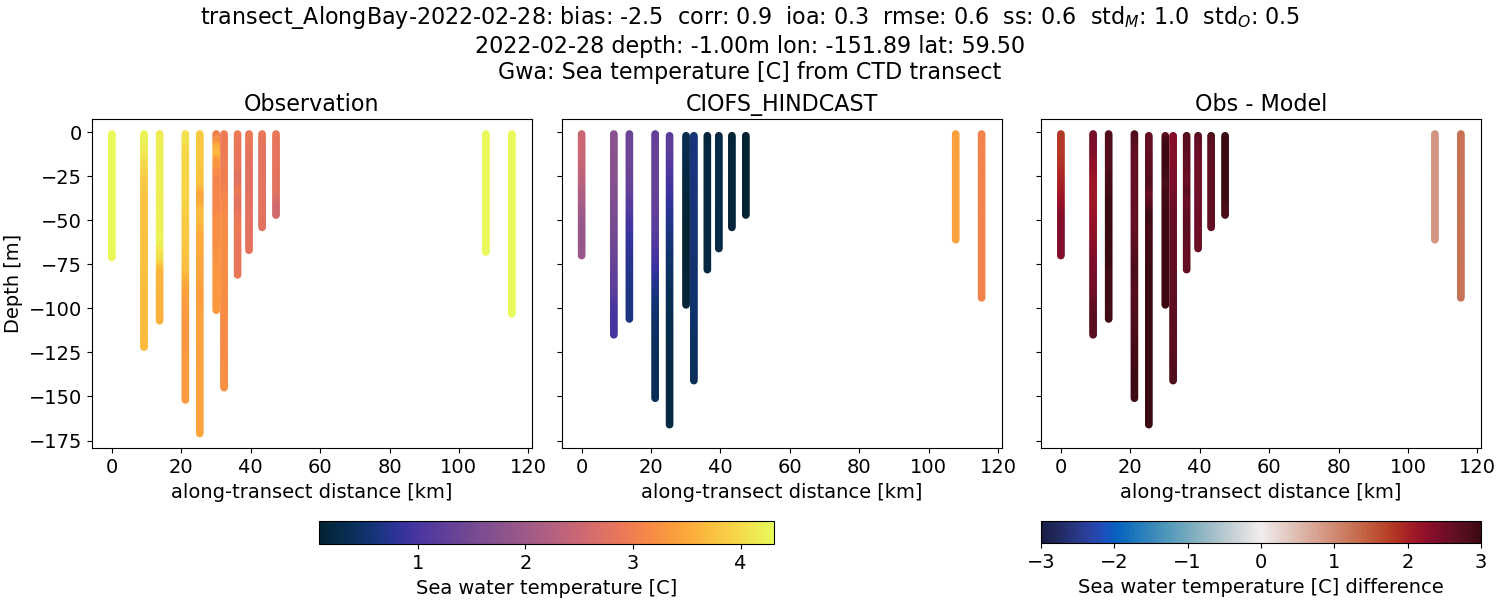 transect_AlongBay-2022-02-28: bias: -2.5 corr: 0.9 ioa: 0.3 rmse: 0.6 ss: 0.6 std_M: 1.0 std_O: 0.5
2022-02-28 depth: -1.00m lon: -151.89 lat: 59.50
Gwa: Sea temperature [C] from CTD transect
Observation
CIOFS_HINDCAST
Obs - Model
Depth [m]
0
−25
−50
−75
−100
−125
−150
−175
0 20 40 60 80 100 120
0 20 40 60 80 100 120
0 20 40 60 80 100 120
along-transect distance [km]
along-transect distance [km]
along-transect distance [km]
1 2 3 4
Sea water temperature [C]
−3 −2 −1 0 1 2 3
Sea water temperature [C] difference